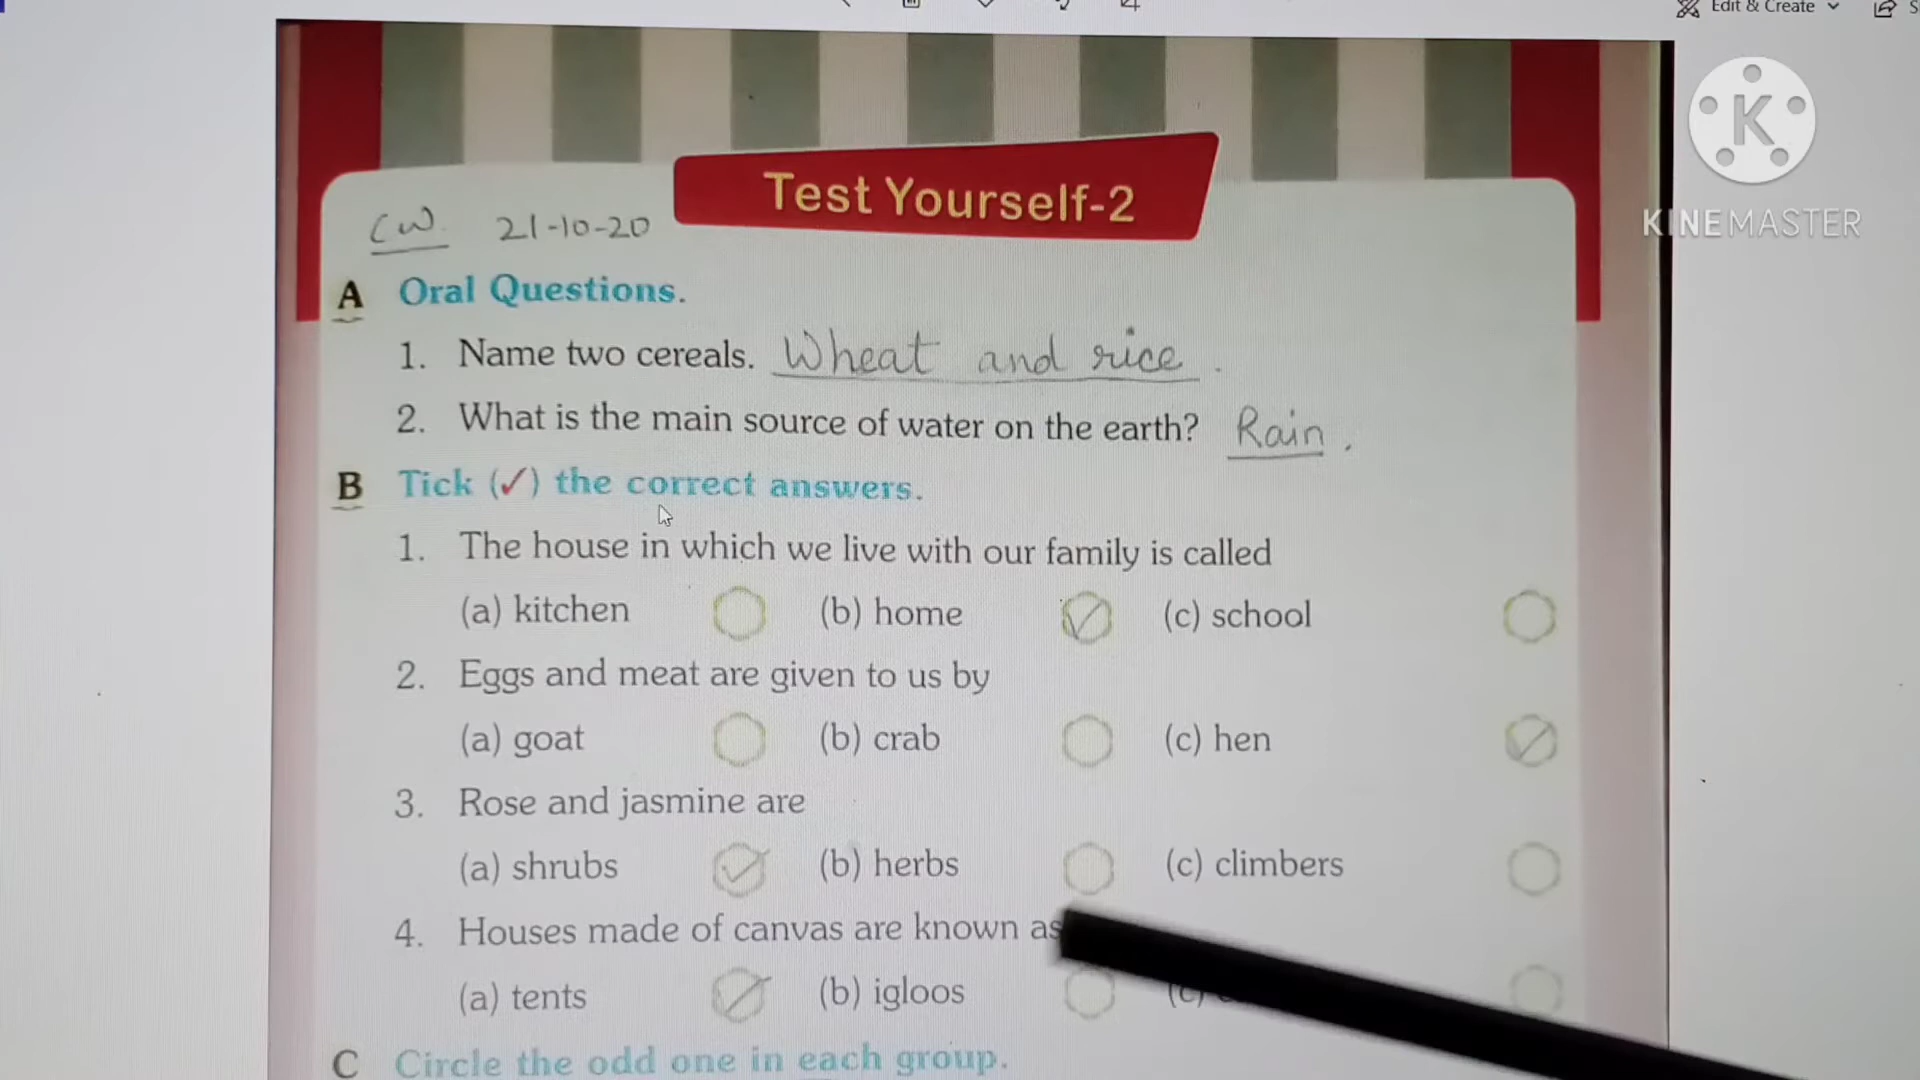 Edit & Create
KINEMASTER
Test Yourself-2
CW 21-10-20
A Oral Questions.
1. Name two cereals. Wheat and rice.
2. What is the main source of water on the earth? Rain.
B Tick (✓) the correct answers.
1. The house in which we live with our family is called
(a) kitchen (b) home ✓ (c) school
2. Eggs and meat are given to us by
(a) goat (b) crab (c) hen ✓
3. Rose and jasmine are
(a) shrubs ✓ (b) herbs (c) climbers
4. Houses made of canvas are known as
(a) tents ✓ (b) igloos (c)
C Circle the odd one in each group.